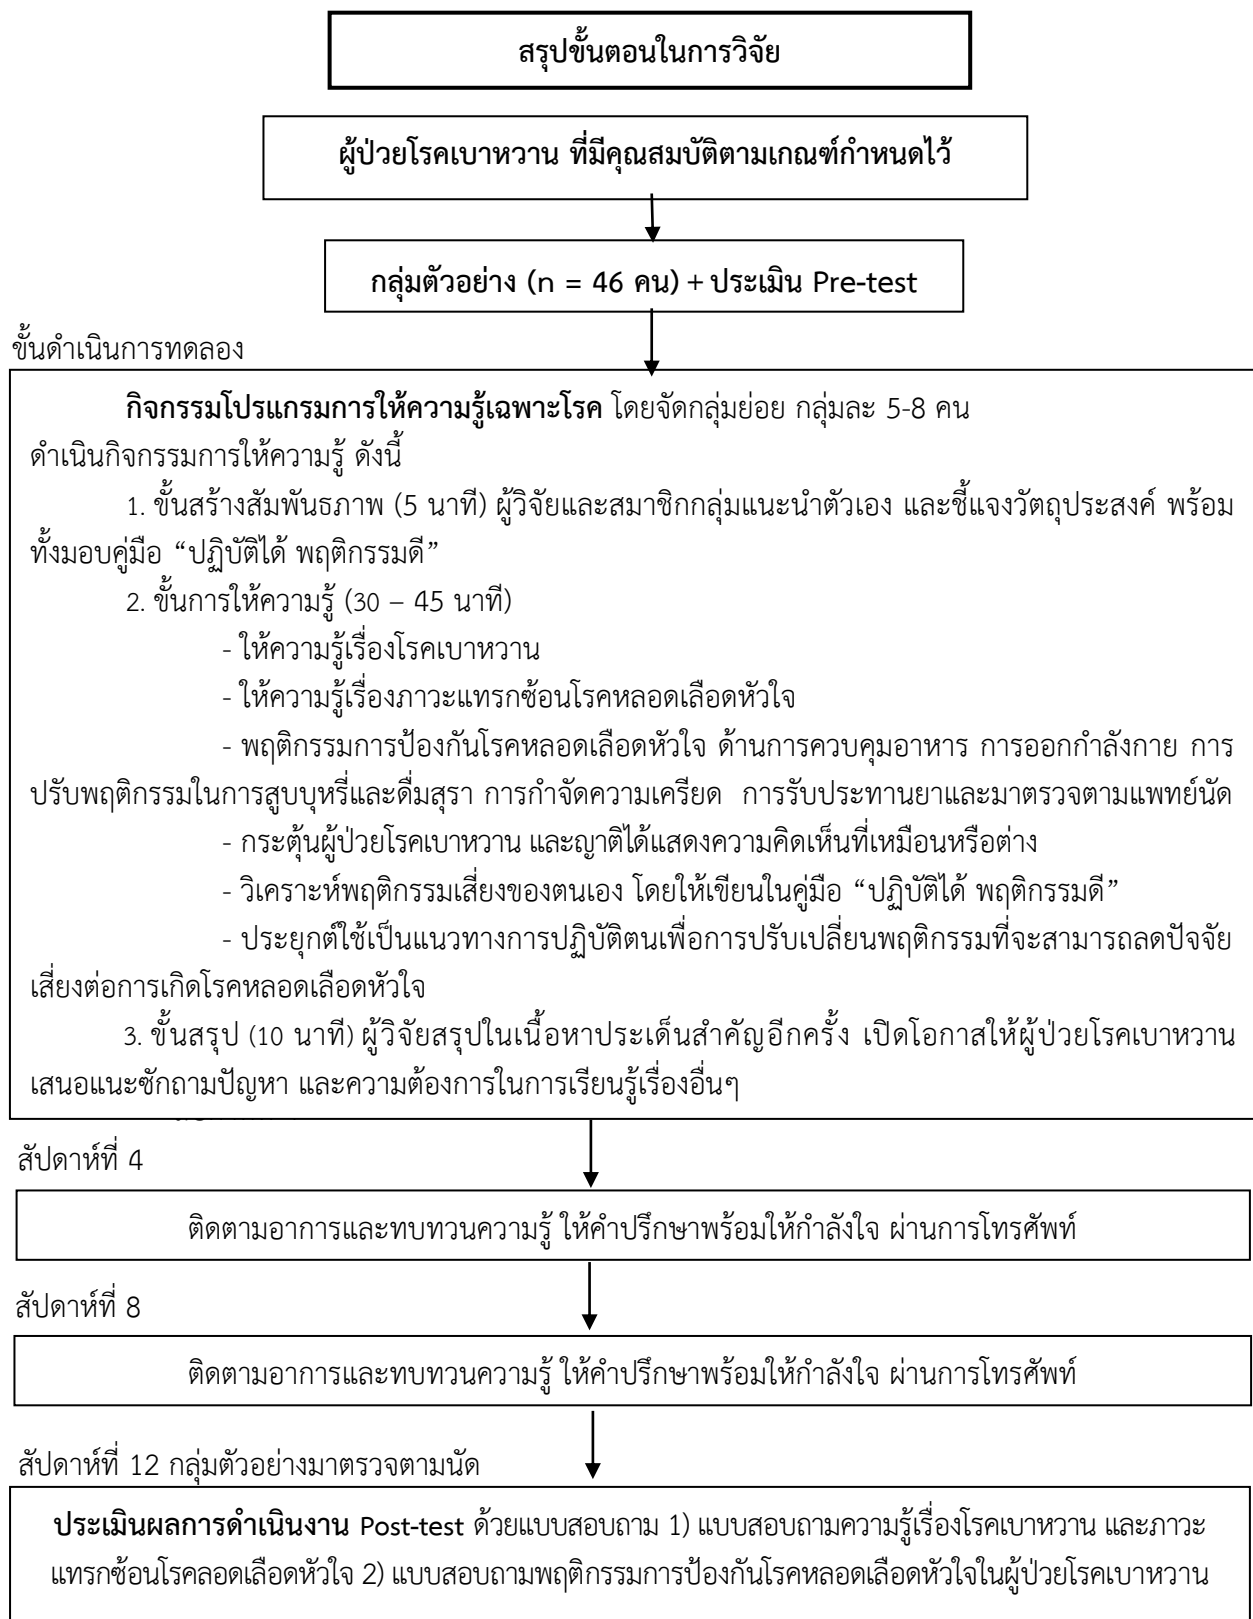 สรุปขั้นตอนในการวิจัย
ผู้ป่วยโรคเบาหวาน ที่มีคุณสมบัติตามเกณฑ์กำหนดไว้
กลุ่มตัวอย่าง (n = 46 คน) + ประเมิน Pre-test
ขั้นดำเนินการทดลอง
กิจกรรมโปรแกรมการให้ความรู้เฉพาะโรค โดยจัดกลุ่มย่อย กลุ่มละ 5-8 คน
ดำเนินกิจกรรมการให้ความรู้ ดังนี้
1. ขั้นสร้างสัมพันธภาพ (5 นาที) ผู้วิจัยและสมาชิกกลุ่มแนะนำตัวเอง และชี้แจงวัตถุประสงค์ พร้อม
ทั้งมอบคู่มือ “ปฏิบัติได้ พฤติกรรมดี”
2. ขั้นการให้ความรู้ (30 – 45 นาที)
- ให้ความรู้เรื่องโรคเบาหวาน
- ให้ความรู้เรื่องภาวะแทรกซ้อนโรคหลอดเลือดหัวใจ
- พฤติกรรมการป้องกันโรคหลอดเลือดหัวใจ ด้านการควบคุมอาหาร การออกกำลังกาย การ
ปรับพฤติกรรมในการสูบบุหรี่และดื่มสุรา การกำจัดความเครียด การรับประทานยาและมาตรวจตามแพทย์นัด
- กระตุ้นผู้ป่วยโรคเบาหวาน และญาติได้แสดงความคิดเห็นที่เหมือนหรือต่าง
- วิเคราะห์พฤติกรรมเสี่ยงของตนเอง โดยให้เขียนในคู่มือ “ปฏิบัติได้ พฤติกรรมดี”
- ประยุกต์ใช้เป็นแนวทางการปฏิบัติตนเพื่อการปรับเปลี่ยนพฤติกรรมที่จะสามารถลดปัจจัย
เสี่ยงต่อการเกิดโรคหลอดเลือดหัวใจ
3. ขั้นสรุป (10 นาที) ผู้วิจัยสรุปในเนื้อหาประเด็นสำคัญอีกครั้ง เปิดโอกาสให้ผู้ป่วยโรคเบาหวาน
เสนอแนะซักถามปัญหา และความต้องการในการเรียนรู้เรื่องอื่นๆ
สัปดาห์ที่ 4
ติดตามอาการและทบทวนความรู้ ให้คำปรึกษาพร้อมให้กำลังใจ ผ่านการโทรศัพท์
สัปดาห์ที่ 8
ติดตามอาการและทบทวนความรู้ ให้คำปรึกษาพร้อมให้กำลังใจ ผ่านการโทรศัพท์
สัปดาห์ที่ 12 กลุ่มตัวอย่างมาตรวจตามนัด
ประเมินผลการดำเนินงาน Post-test ด้วยแบบสอบถาม 1) แบบสอบถามความรู้เรื่องโรคเบาหวาน และภาวะ
แทรกซ้อนโรคลอดเลือดหัวใจ 2) แบบสอบถามพฤติกรรมการป้องกันโรคหลอดเลือดหัวใจในผู้ป่วยโรคเบาหวาน